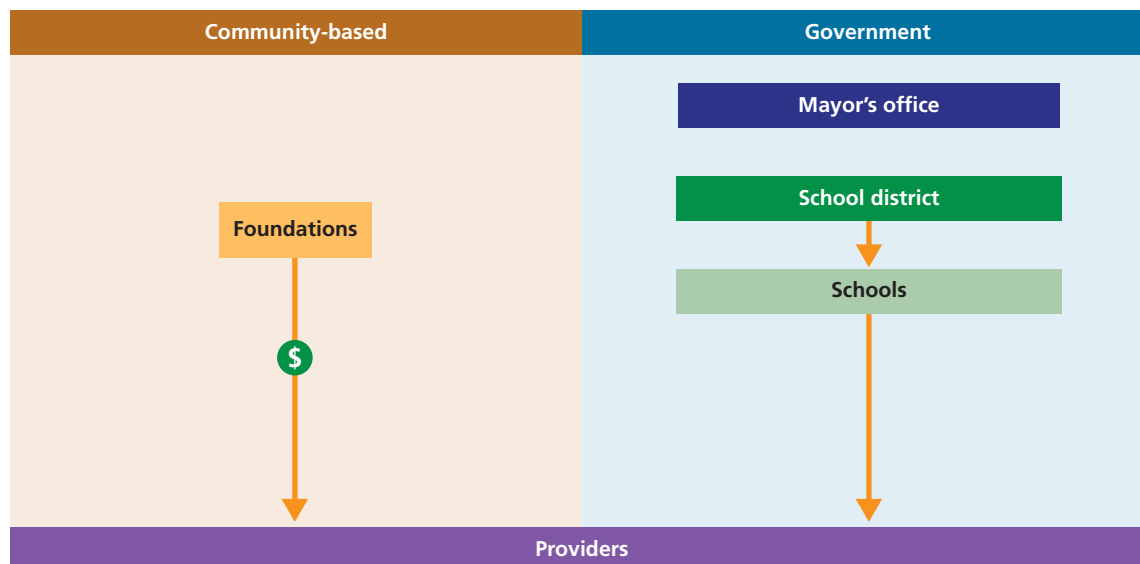 Community-based
Government
Mayor's office
School district
Foundations
Schools
$
Providers